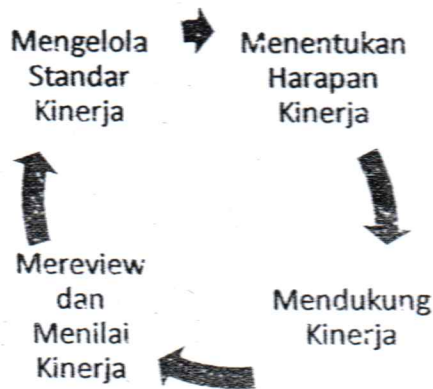 Mengelola
Standar
Kinerja
Menentukan
Harapan
Kinerja
Mendukung
Kinerja
Mereview
dan
Menilai
Kinerja